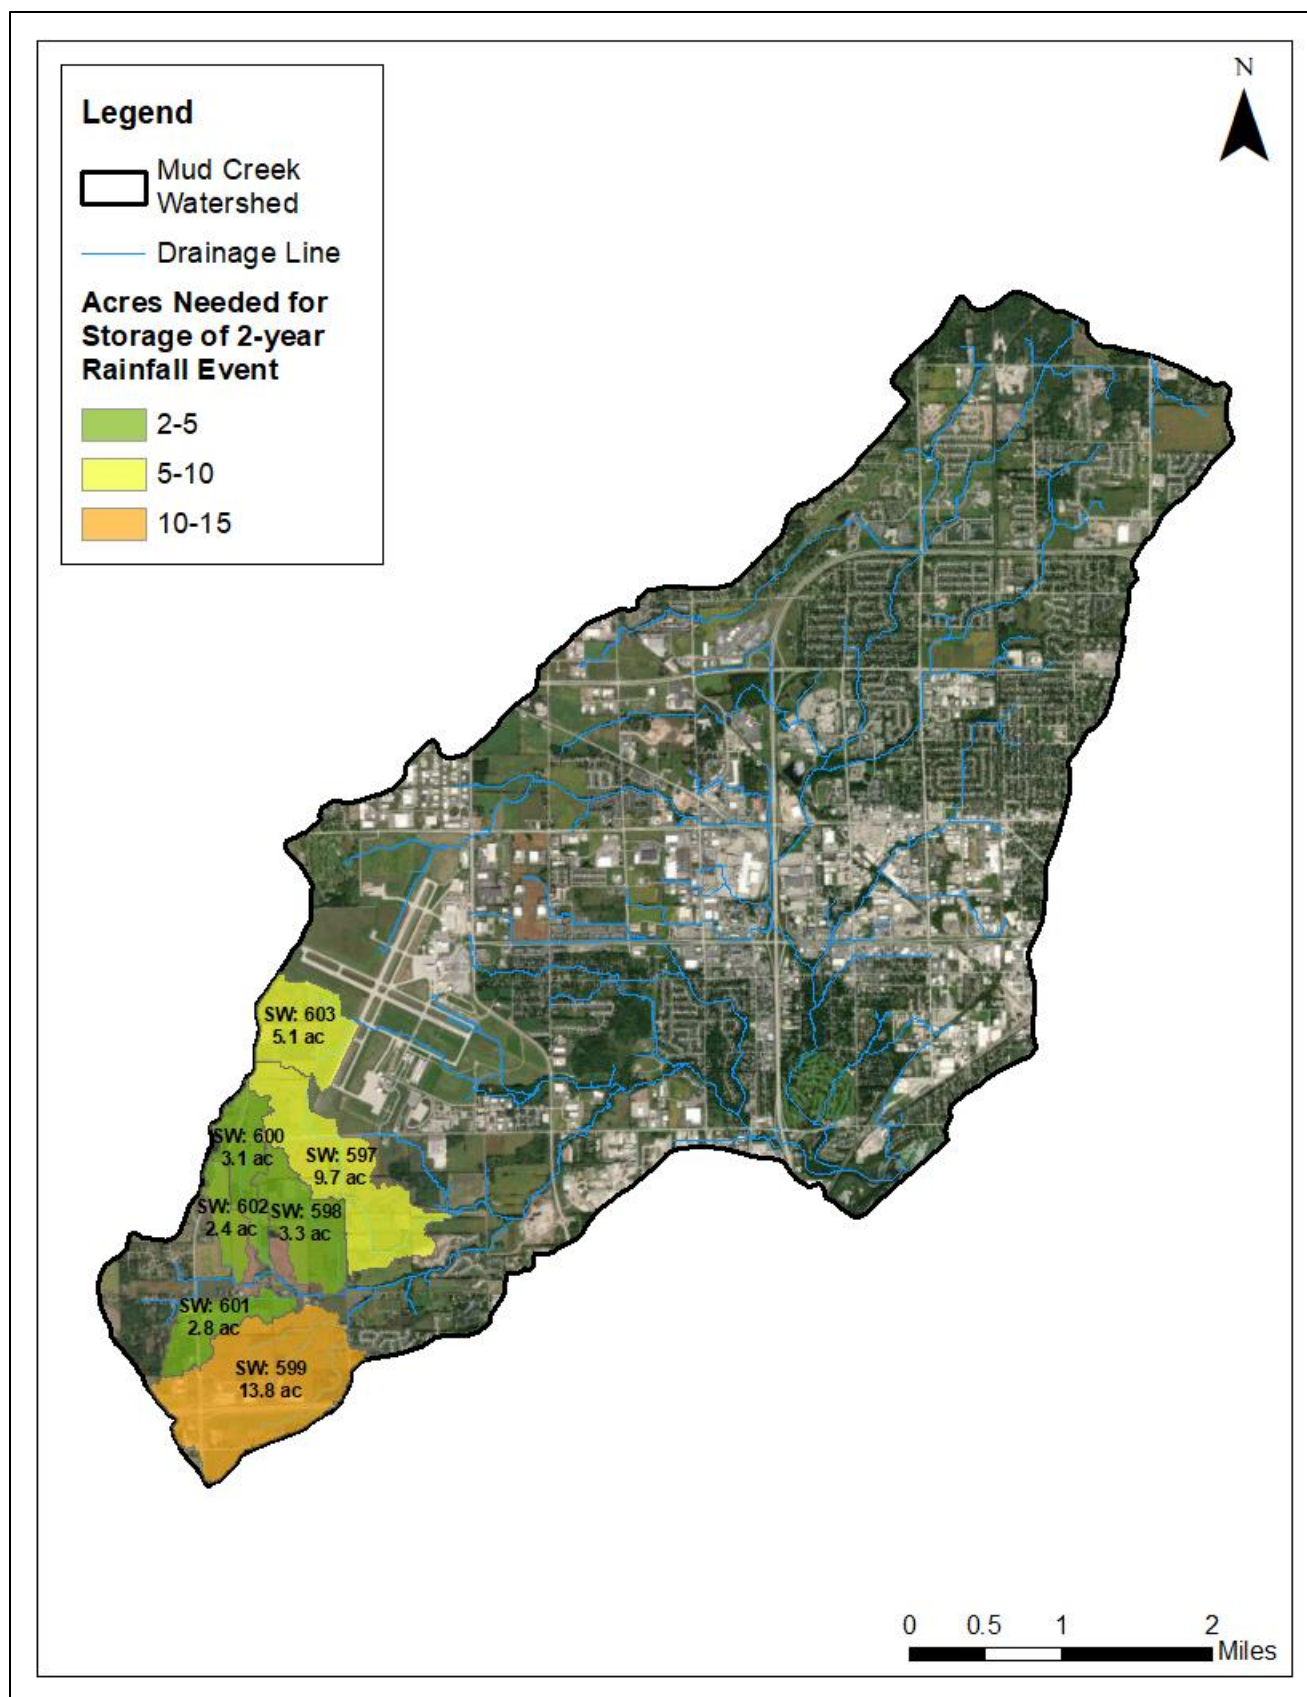 N
Legend
Mud Creek
Watershed
Drainage Line
Acres Needed for
Storage of 2-year
Rainfall Event
2-5
5-10
10-15
SW: 603
5.1 ac
SW: 600
3.1 ac
SW: 597
9.7 ac
SW: 602
2.4 ac
SW: 598
3.3 ac
SW: 601
2.8 ac
SW: 599
13.8 ac
0 0.5 1 2
Miles